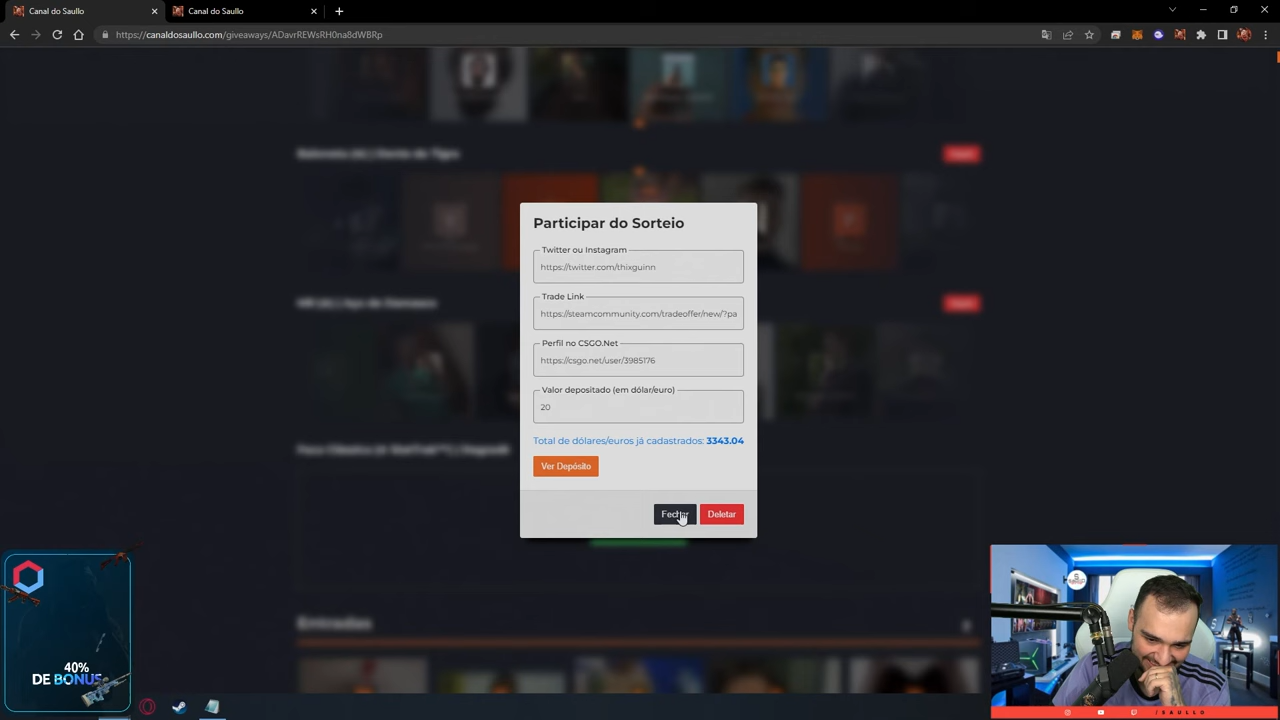 Canal do Saullo
Canal do Saullo
https://canaldosaullo.com/giveaways/ADavrREWsRH0na8dWBRp
Participar do Sorteio
Twitter ou Instagram
https://twitter.com/thixguinn
Trade Link
https://steamcommunity.com/tradeoffer/new/?pa
Perfil no CSGO.Net
https://csgo.net/user/3985176
Valor depositado (em dólar/euro)
20
Total de dólares/euros já cadastrados: 3343.04
Ver Depósito
Fechar
Deletar
Entradas
40%
DE BONUS
/SAULLO